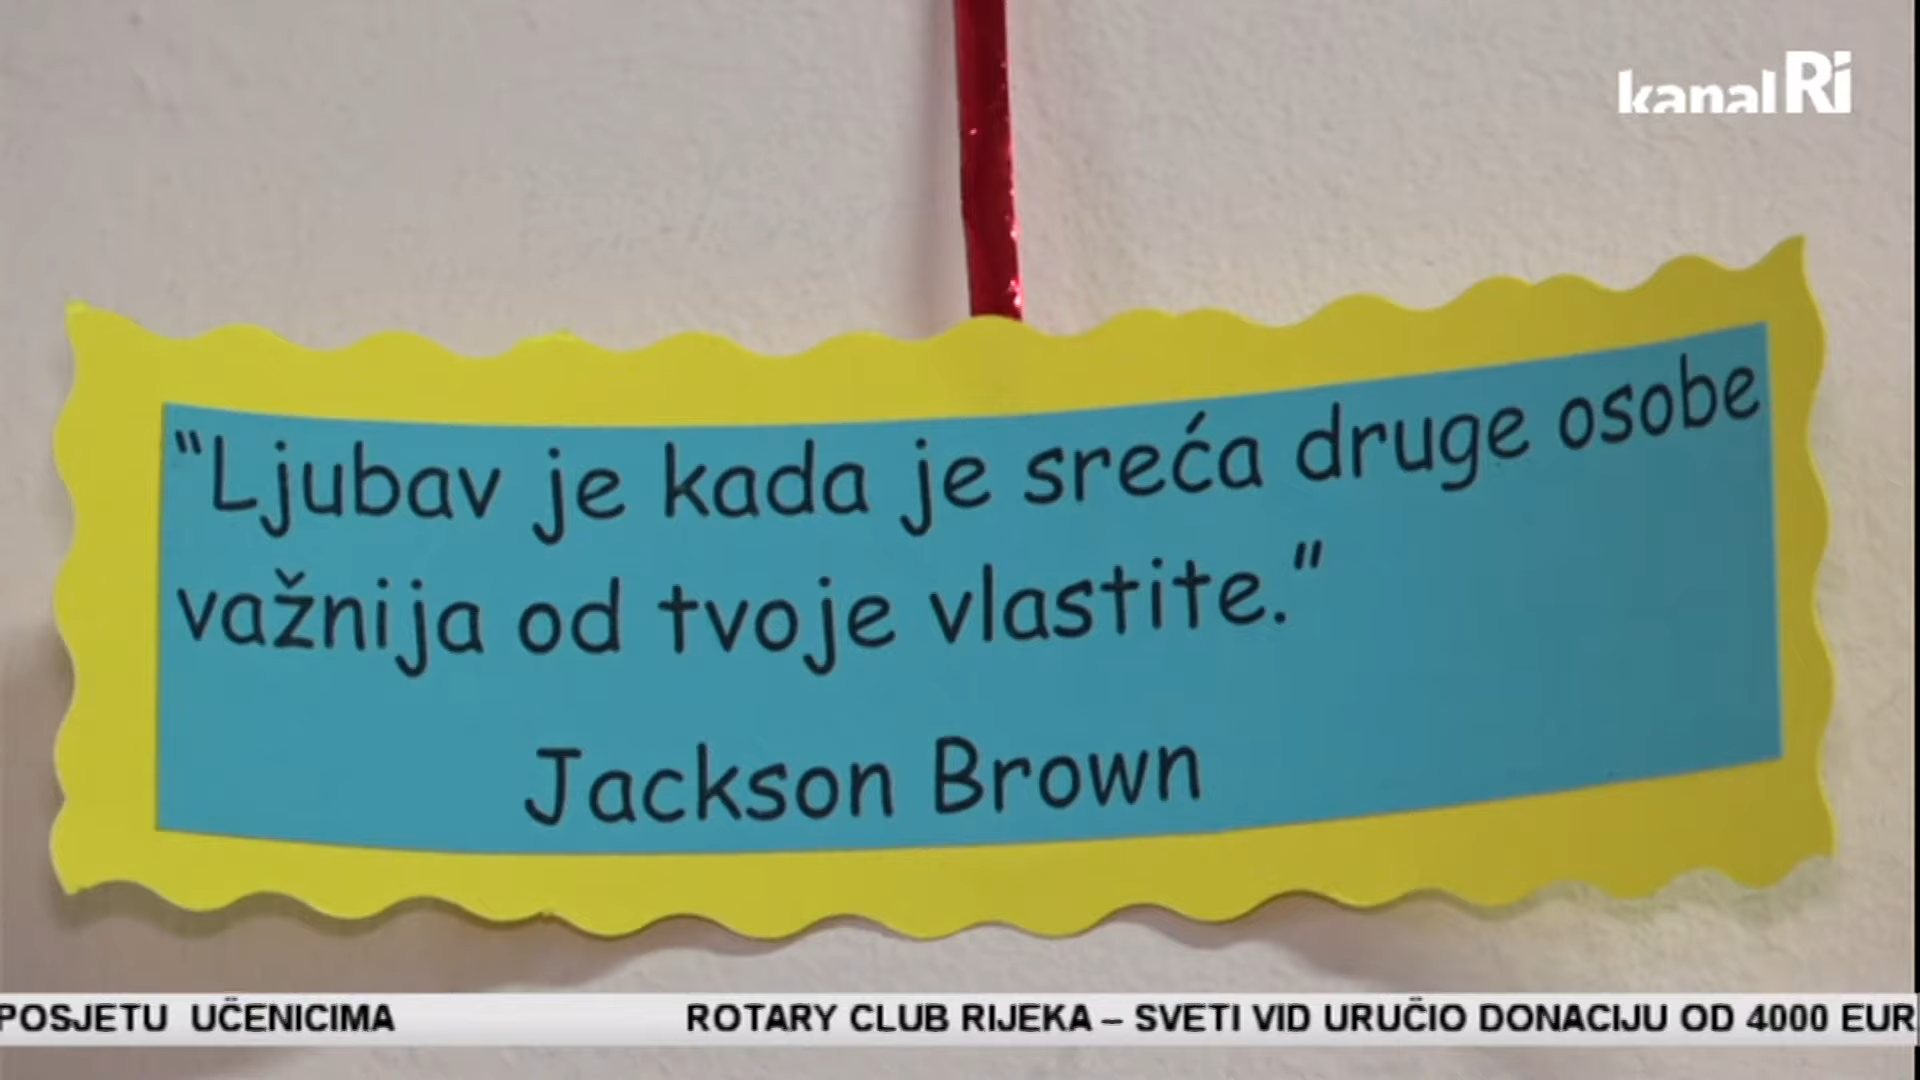 kanal Ri
“Ljubav je kada je sreća druge osobe
važnija od tvoje vlastite.”
Jackson Brown
POSJETU UČENICIMA ROTARY CLUB RIJEKA – SVETI VID URUČIO DONACIJU OD 4000 EUR